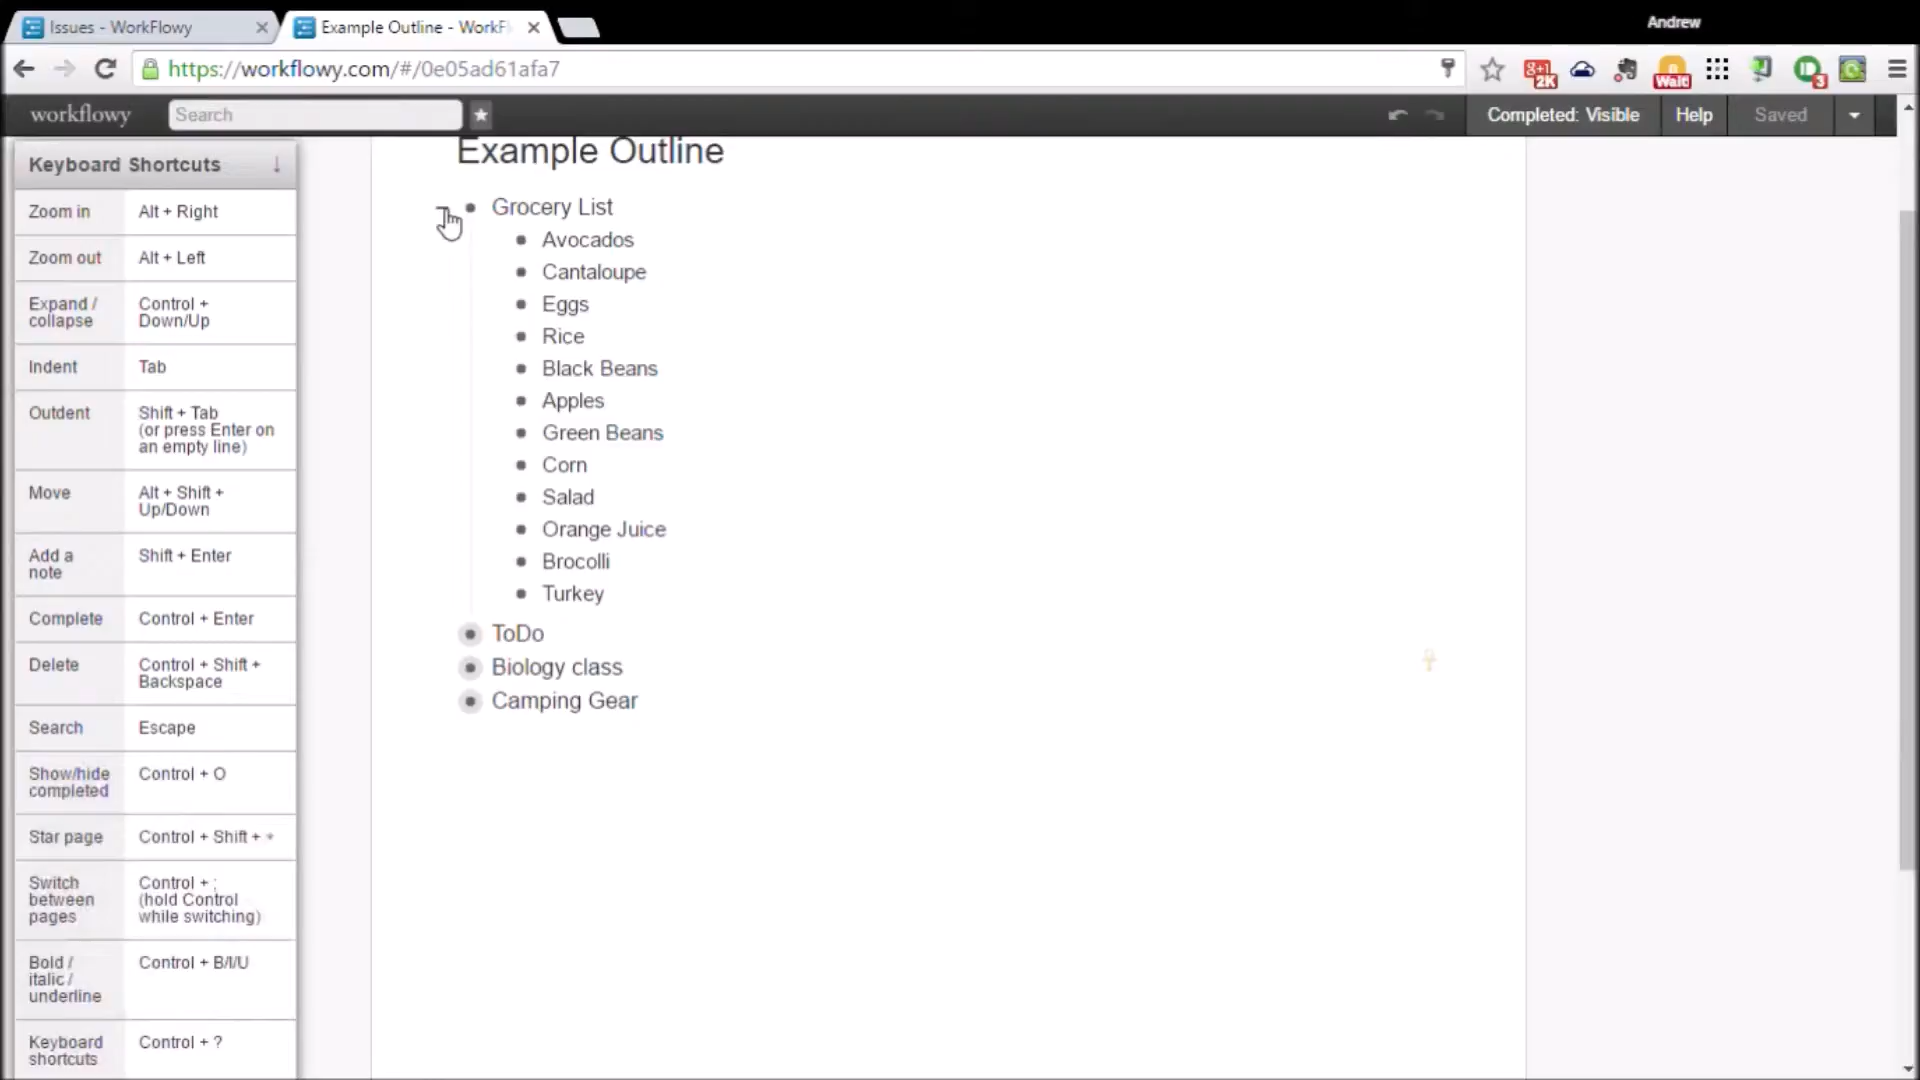 Andrew
Issues - WorkFlowy
Example Outline - WorkF
https://workflowy.com/#/0e05ad61afa7
g+1
2K
Wait
3
workflowy
Search
Completed: Visible
Help
Saved
Keyboard Shortcuts ↓
Zoom in Alt + Right
Zoom out Alt + Left
Expand / Control +
collapse Down/Up
Indent Tab
Outdent Shift + Tab
(or press Enter on
an empty line)
Move Alt + Shift +
Up/Down
Add a Shift + Enter
note
Complete Control + Enter
Delete Control + Shift +
Backspace
Search Escape
Show/hide Control + O
completed
Star page Control + Shift + *
Switch Control + ;
between (hold Control
pages while switching)
Bold / Control + B/I/U
italic /
underline
Keyboard Control + ?
shortcuts
Example Outline
Grocery List
Avocados
Cantaloupe
Eggs
Rice
Black Beans
Apples
Green Beans
Corn
Salad
Orange Juice
Brocolli
Turkey
ToDo
Biology class
Camping Gear